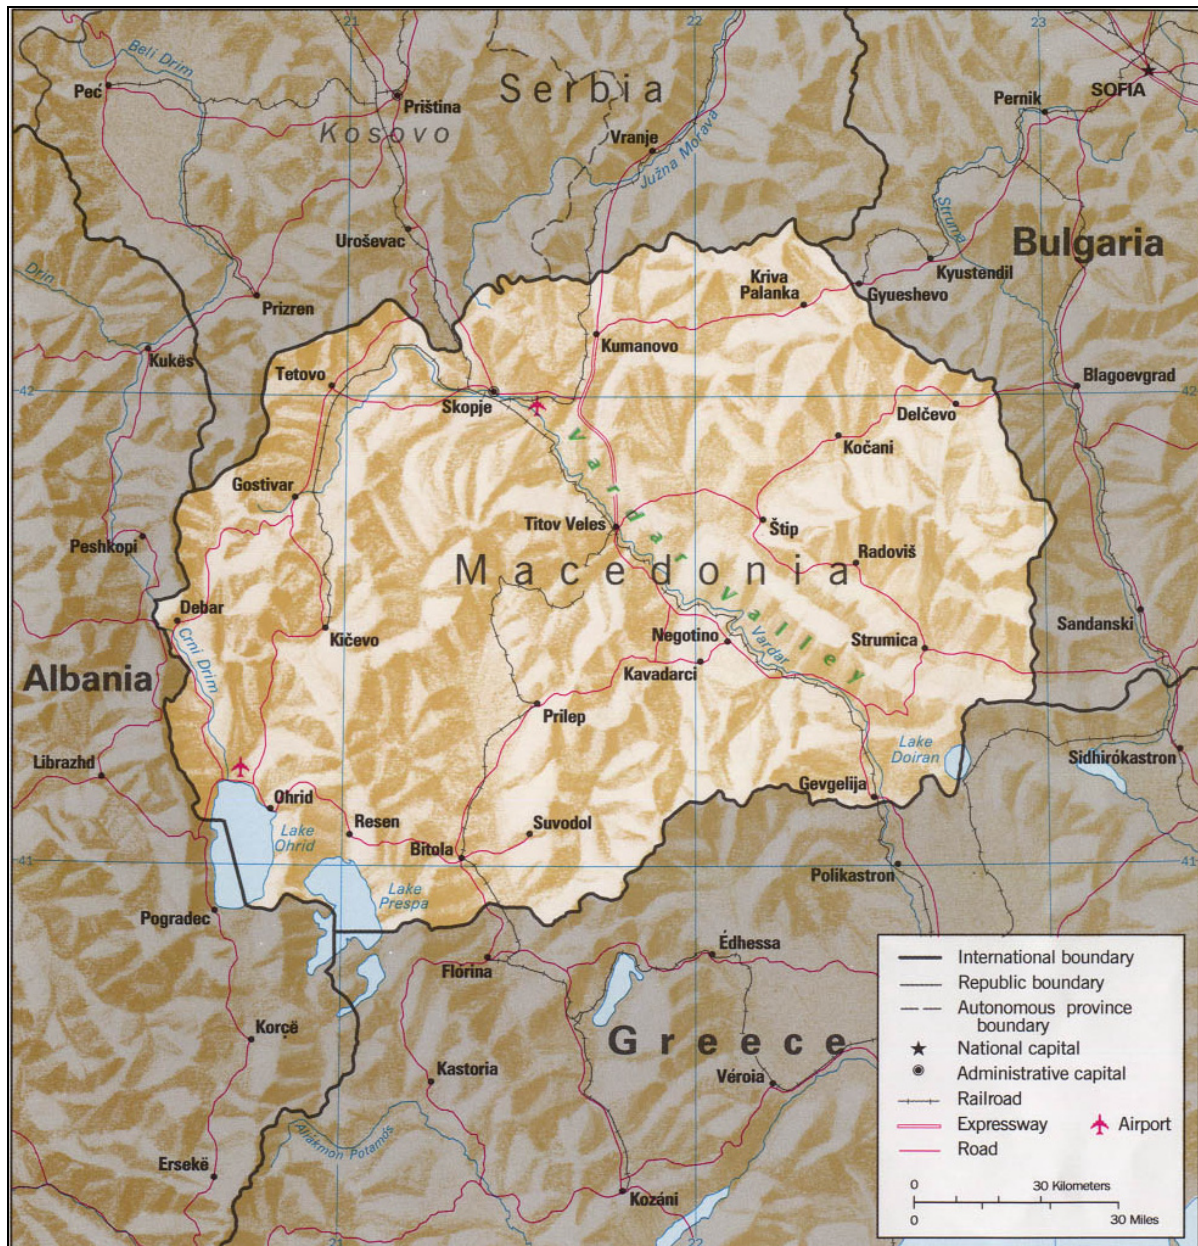 21
22
23
Beli Drim
Peć
Serbia
SOFIA
Priština
Pernik
Kosovo
Vranje
Južna Morava
Struma
Uroševac
Bulgaria
Drin
Kyustendil
Kriva
Palanka
Gyueshevo
Prizren
Kumanovo
Kukës
Tetovo
Blagoevgrad
42
42
Skopje
Delčevo
Vardar Valley
Kočani
Gostivar
Titov Veles
Štip
Peshkopi
Radoviš
Macedonia
Debar
Kičevo
Negotino
Vardar
Strumica
Sandanski
Crni Drim
Albania
Kavadarci
Prilep
Lake
Doiran
Librazhd
Sidhirókastron
Gevgelija
Ohrid
Resen
Suvodol
Lake
Ohrid
Bitola
41
41
Polikastron
Lake
Prespa
Pogradec
Édhessa
Florina
Greece
Korçë
Kastoria
Véroia
Aliákmon Potamós
Ersekë
Kozáni
21
22
International boundary
Republic boundary
Autonomous province
boundary
National capital
Administrative capital
Railroad
Expressway
Airport
Road
0
30 Kilometers
0
30 Miles